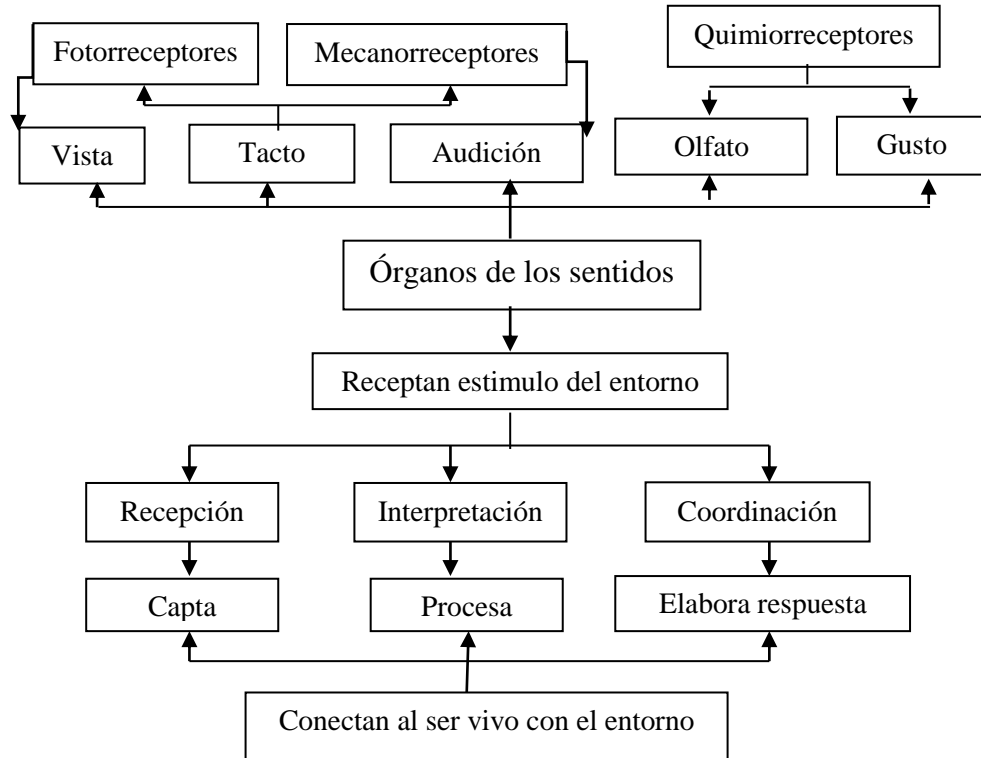 Fotorreceptores
Mecanorreceptores
Quimiorreceptores
Vista
Tacto
Audición
Olfato
Gusto
Órganos de los sentidos
Receptan estimulo del entorno
Recepción
Interpretación
Coordinación
Capta
Procesa
Elabora respuesta
Conectan al ser vivo con el entorno